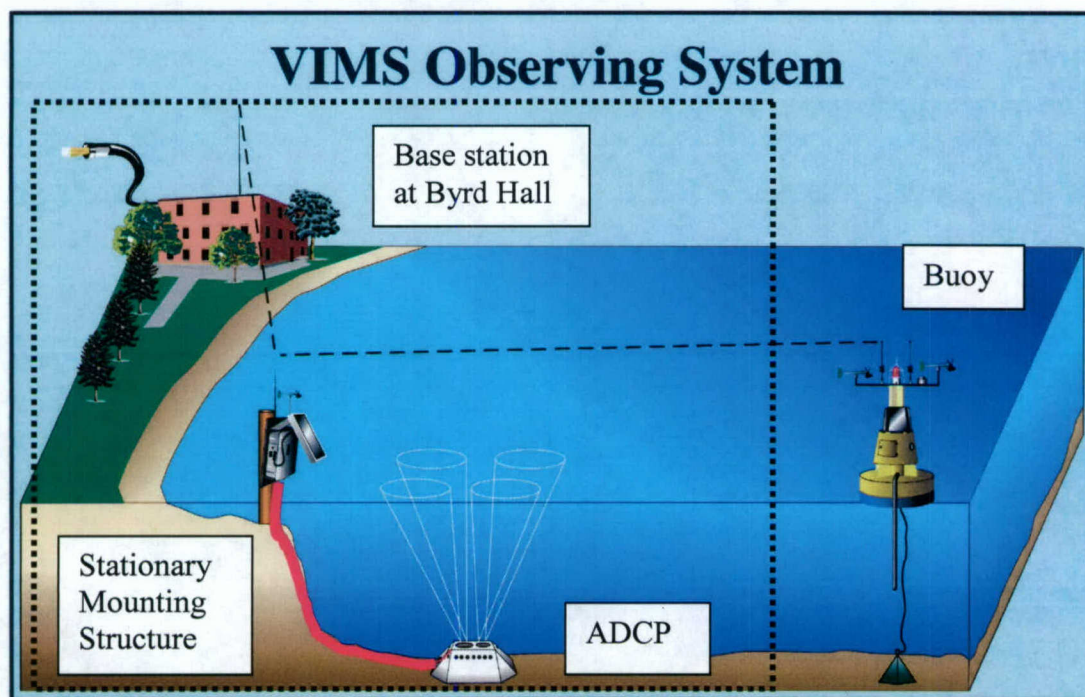 VIMS Observing System
Base station
at Byrd Hall
Buoy
Stationary
Mounting
Structure
ADCP